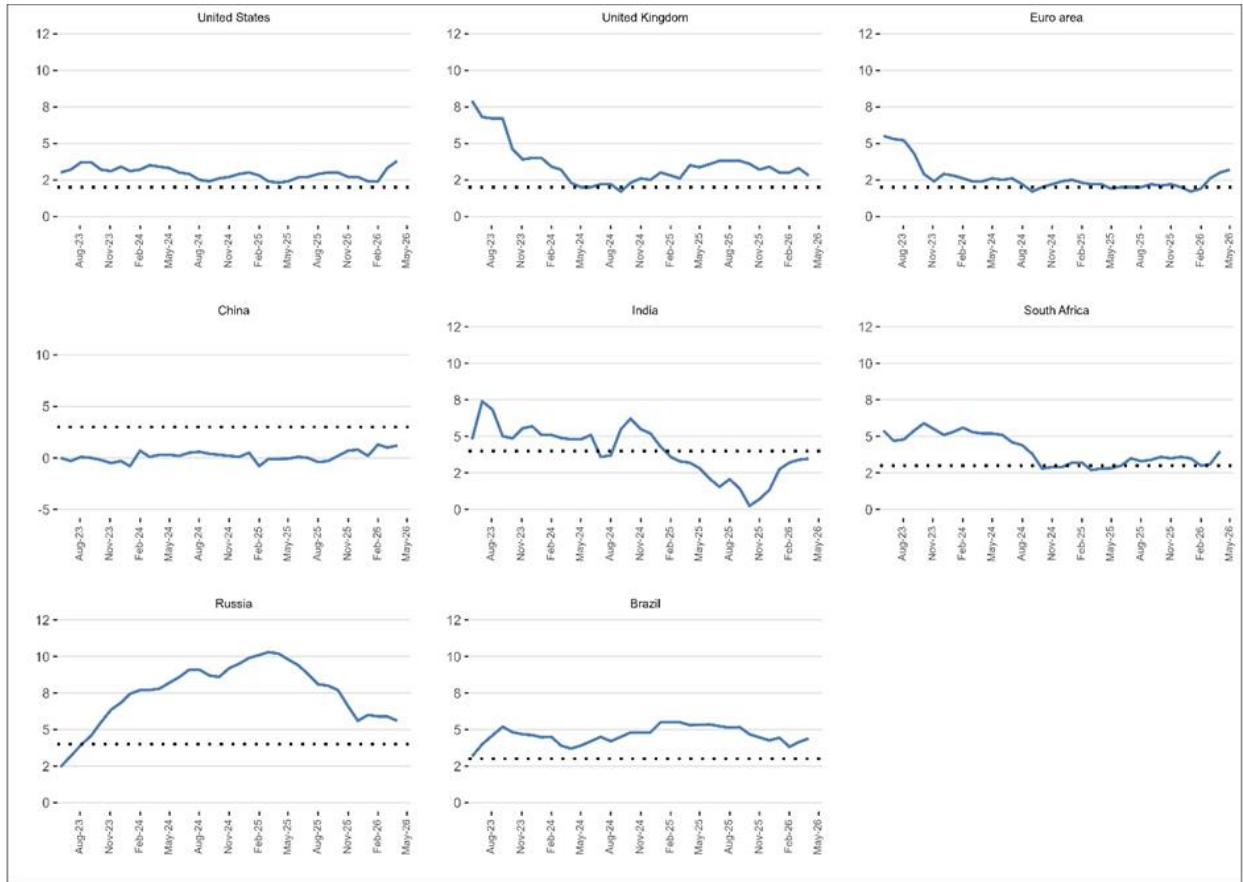 United States
12
10
8
5
2
0
Aug-23 Nov-23 Feb-24 May-24 Aug-24 Nov-24 Feb-25 May-25 Aug-25 Nov-25 Feb-26 May-26
United Kingdom
12
10
8
5
2
0
Aug-23 Nov-23 Feb-24 May-24 Aug-24 Nov-24 Feb-25 May-25 Aug-25 Nov-25 Feb-26 May-26
Euro area
12
10
8
5
2
0
Aug-23 Nov-23 Feb-24 May-24 Aug-24 Nov-24 Feb-25 May-25 Aug-25 Nov-25 Feb-26 May-26
China
10
5
0
-5
Aug-23 Nov-23 Feb-24 May-24 Aug-24 Nov-24 Feb-25 May-25 Aug-25 Nov-25 Feb-26 May-26
India
12
10
8
5
2
0
Aug-23 Nov-23 Feb-24 May-24 Aug-24 Nov-24 Feb-25 May-25 Aug-25 Nov-25 Feb-26 May-26
South Africa
12
10
8
5
2
0
Aug-23 Nov-23 Feb-24 May-24 Aug-24 Nov-24 Feb-25 May-25 Aug-25 Nov-25 Feb-26 May-26
Russia
12
10
8
5
2
0
Aug-23 Nov-23 Feb-24 May-24 Aug-24 Nov-24 Feb-25 May-25 Aug-25 Nov-25 Feb-26 May-26
Brazil
12
10
8
5
2
0
Aug-23 Nov-23 Feb-24 May-24 Aug-24 Nov-24 Feb-25 May-25 Aug-25 Nov-25 Feb-26 May-26